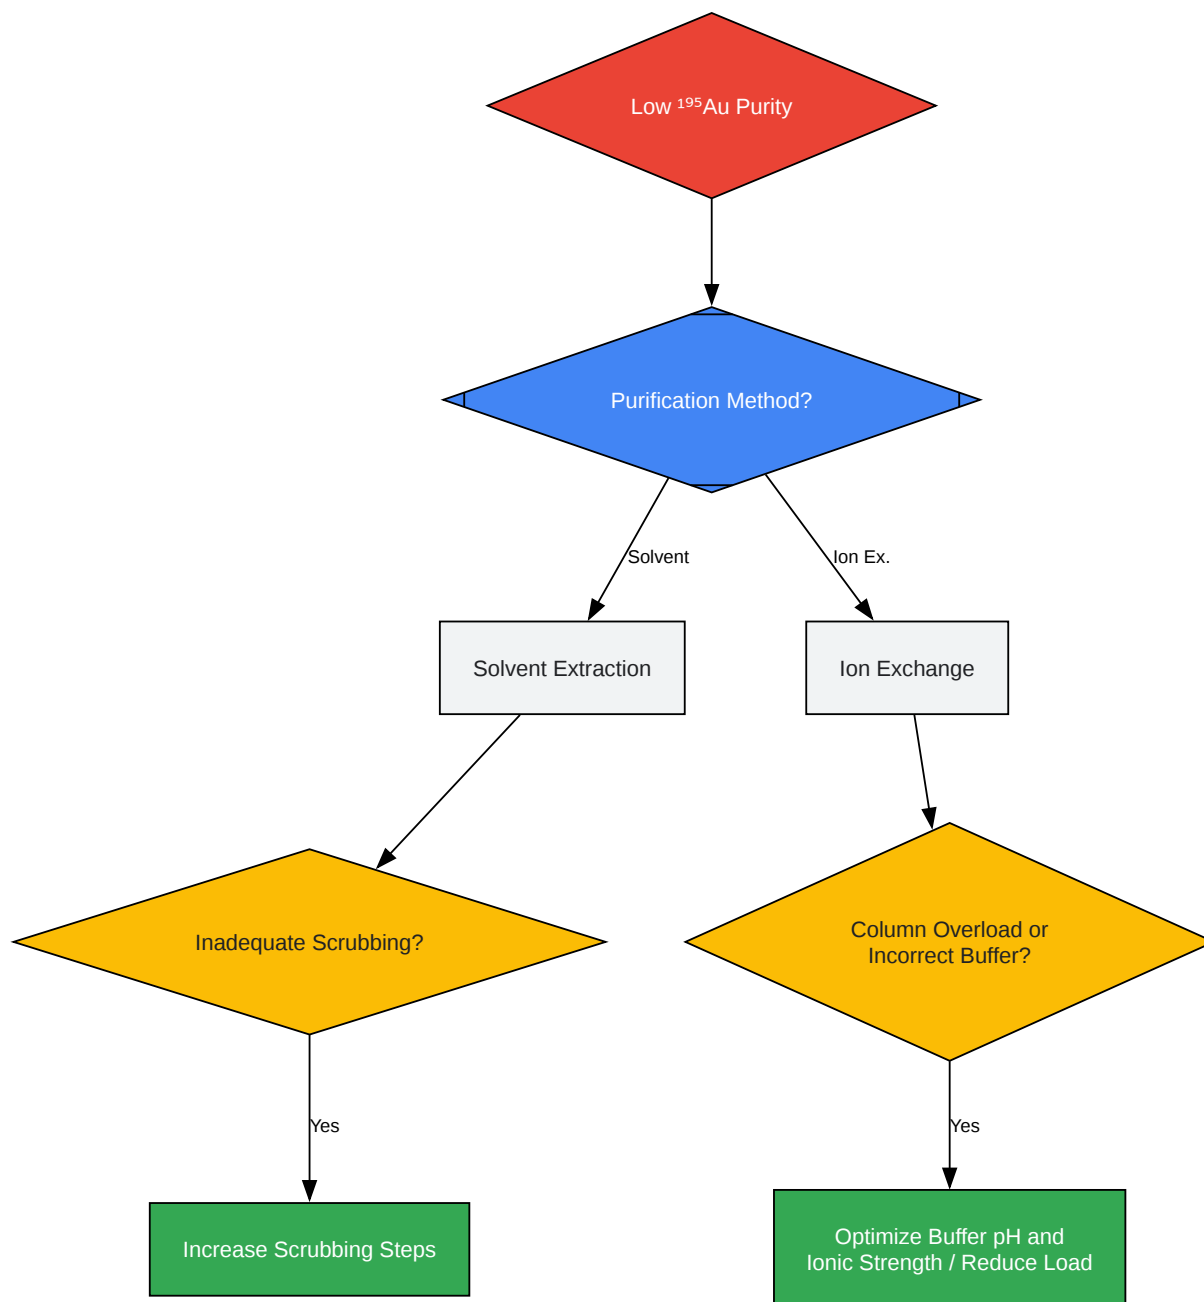 Low ¹⁹⁵Au Purity
Purification Method?
Solvent
Ion Ex.
Solvent Extraction
Ion Exchange
Inadequate Scrubbing?
Column Overload or
Incorrect Buffer?
Yes
Yes
Increase Scrubbing Steps
Optimize Buffer pH and
Ionic Strength / Reduce Load